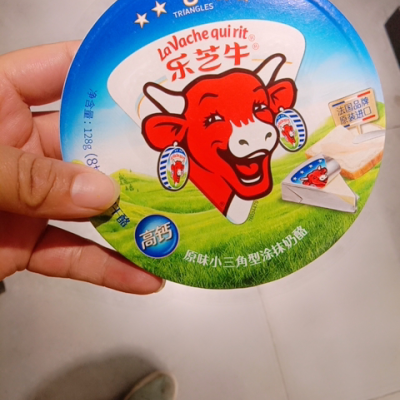 TRIANGLES
La Vache qui rit®
乐芝牛®
净含量：128g (8
法国品牌
原装进口
高钙
原味小三角型涂抹奶酪